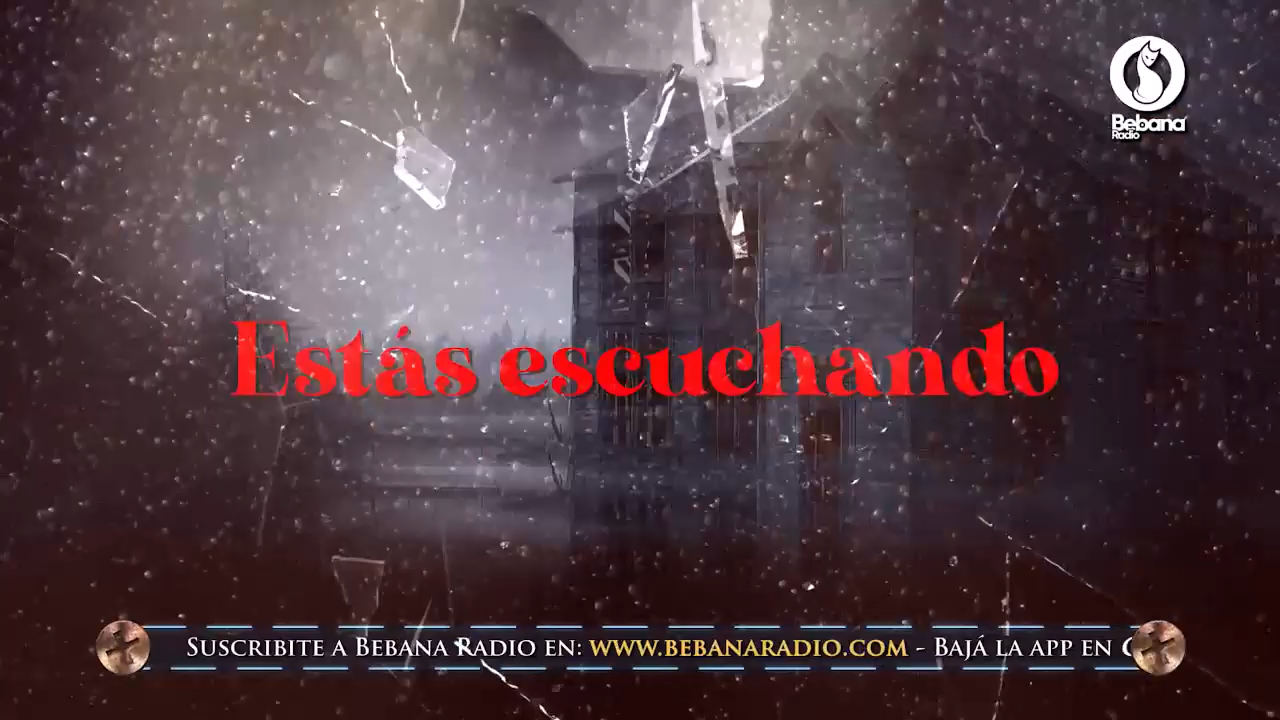 Bebana
Radio
Estás escuchando
SUSCRIBITE A BEBANA RADIO EN: WWW.BEBANARADIO.COM - BAJÁ LA APP EN